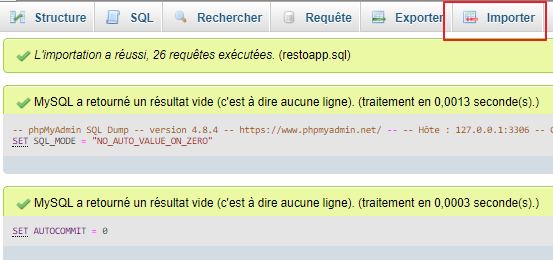 Structure SQL Rechercher Requête Exporter Importer
L'importation a réussi, 26 requêtes exécutées. (restoapp.sql)
MySQL a retourné un résultat vide (c'est à dire aucune ligne). (traitement en 0,0013 seconde(s).)
-- phpMyAdmin SQL Dump -- version 4.8.4 -- https://www.phpmyadmin.net/ -- -- Hôte : 127.0.0.1:3306 --
SET SQL_MODE = "NO_AUTO_VALUE_ON_ZERO"
MySQL a retourné un résultat vide (c'est à dire aucune ligne). (traitement en 0,0003 seconde(s).)
SET AUTOCOMMIT = 0